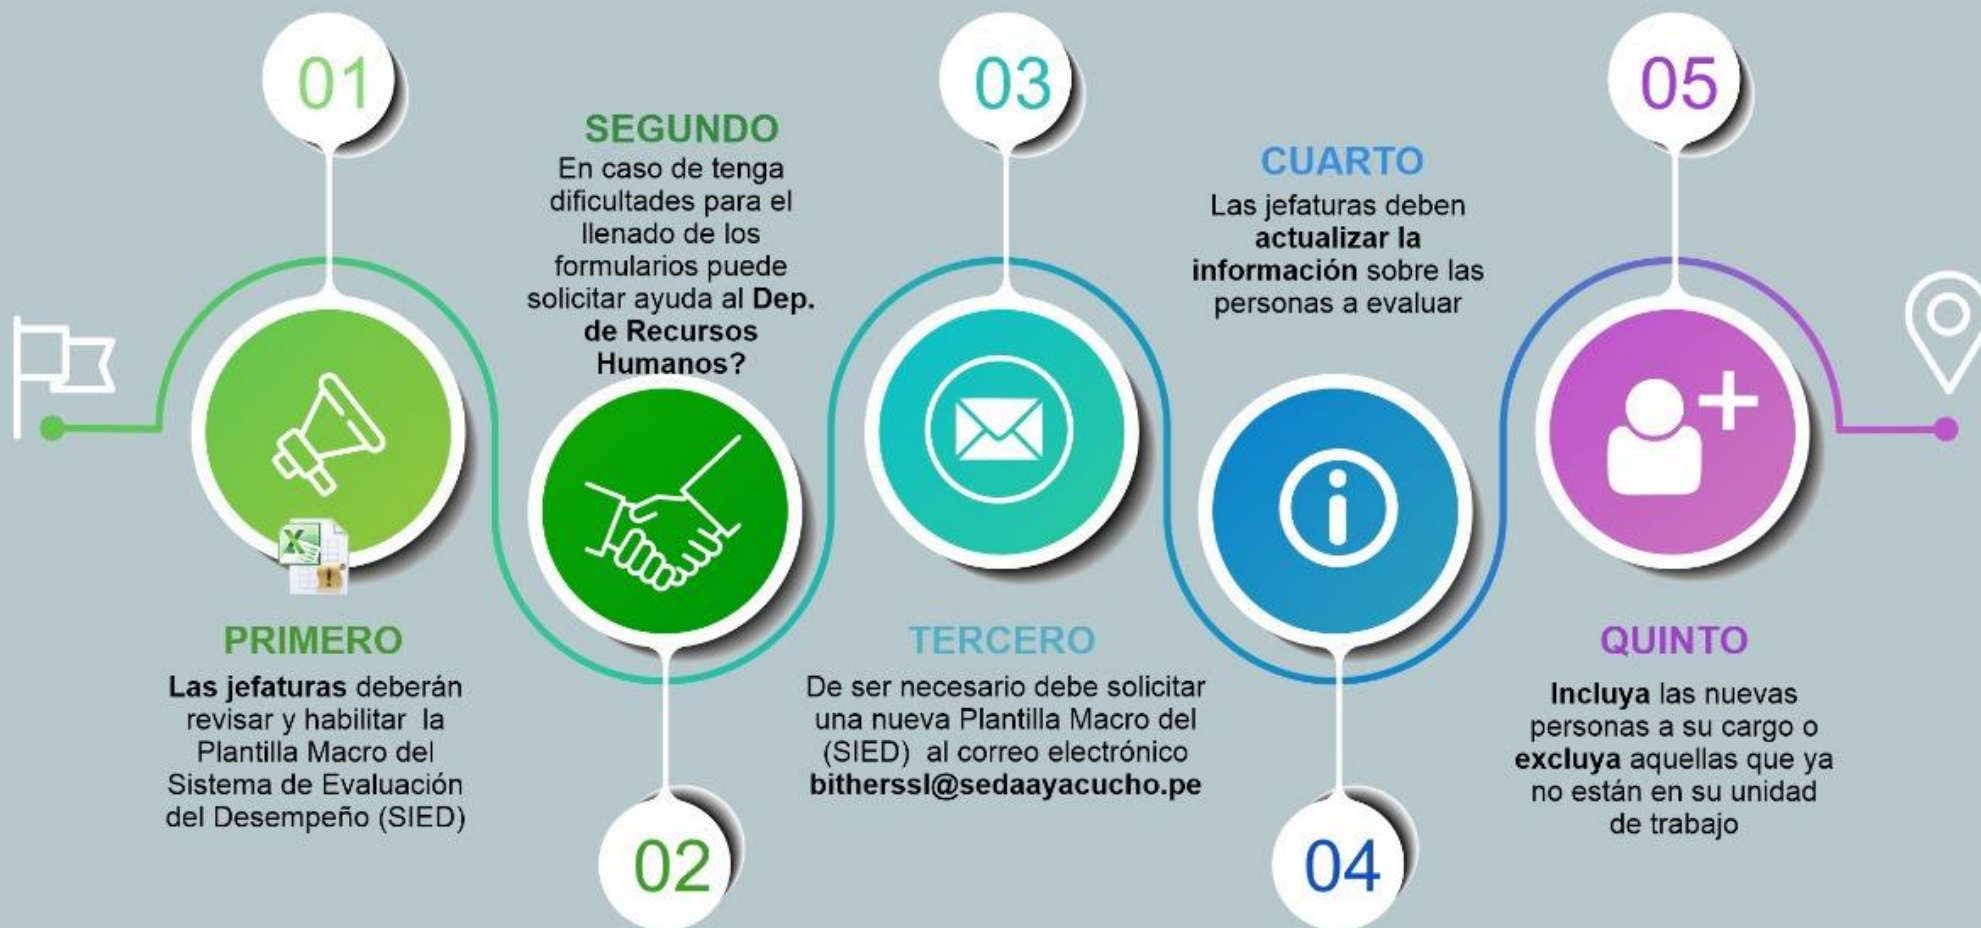 01
PRIMERO
Las jefaturas deberán
revisar y habilitar la
Plantilla Macro del
Sistema de Evaluación
del Desempeño (SIED)
SEGUNDO
En caso de tenga
dificultades para el
llenado de los
formularios puede
solicitar ayuda al Dep.
de Recursos
Humanos?
02
03
TERCERO
De ser necesario debe solicitar
una nueva Plantilla Macro del
(SIED) al correo electrónico
bitherssl@sedaayacucho.pe
CUARTO
Las jefaturas deben
actualizar la
información sobre las
personas a evaluar
04
05
QUINTO
Incluya las nuevas
personas a su cargo o
excluya aquellas que ya
no están en su unidad
de trabajo